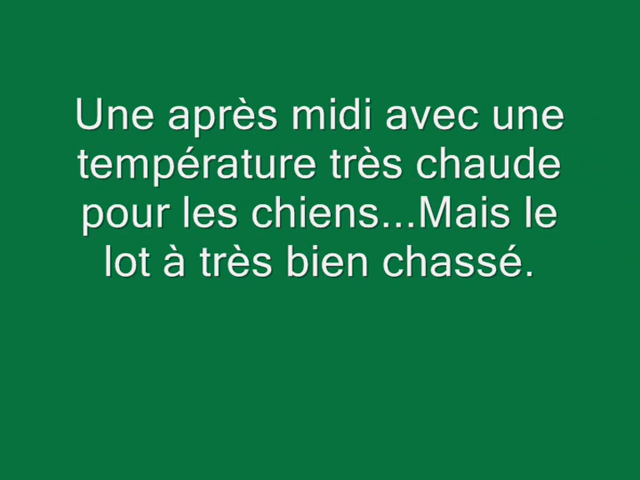 Une après midi avec une
température très chaude
pour les chiens...Mais le
lot à très bien chassé.